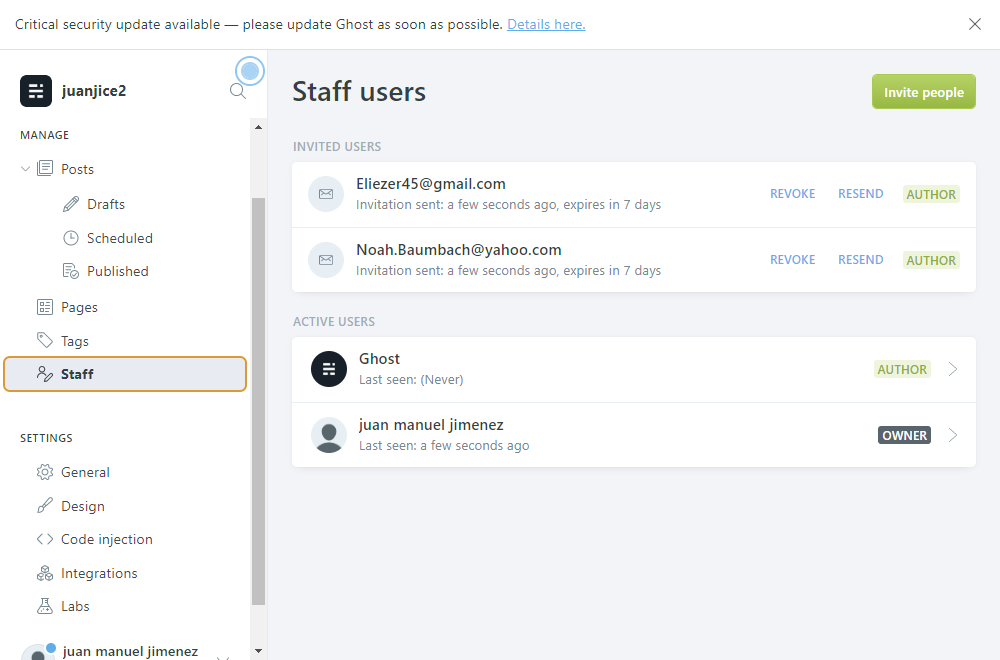 Critical security update available — please update Ghost as soon as possible. Details here.
juanjice2
MANAGE
Posts
Drafts
Scheduled
Published
Pages
Tags
Staff
SETTINGS
General
Design
Code injection
Integrations
Labs
juan manuel jimenez
Staff users
Invite people
INVITED USERS
Eliezer45@gmail.com
Invitation sent: a few seconds ago, expires in 7 days
REVOKE RESEND AUTHOR
Noah.Baumbach@yahoo.com
Invitation sent: a few seconds ago, expires in 7 days
REVOKE RESEND AUTHOR
ACTIVE USERS
Ghost
Last seen: (Never)
AUTHOR
juan manuel jimenez
Last seen: a few seconds ago
OWNER